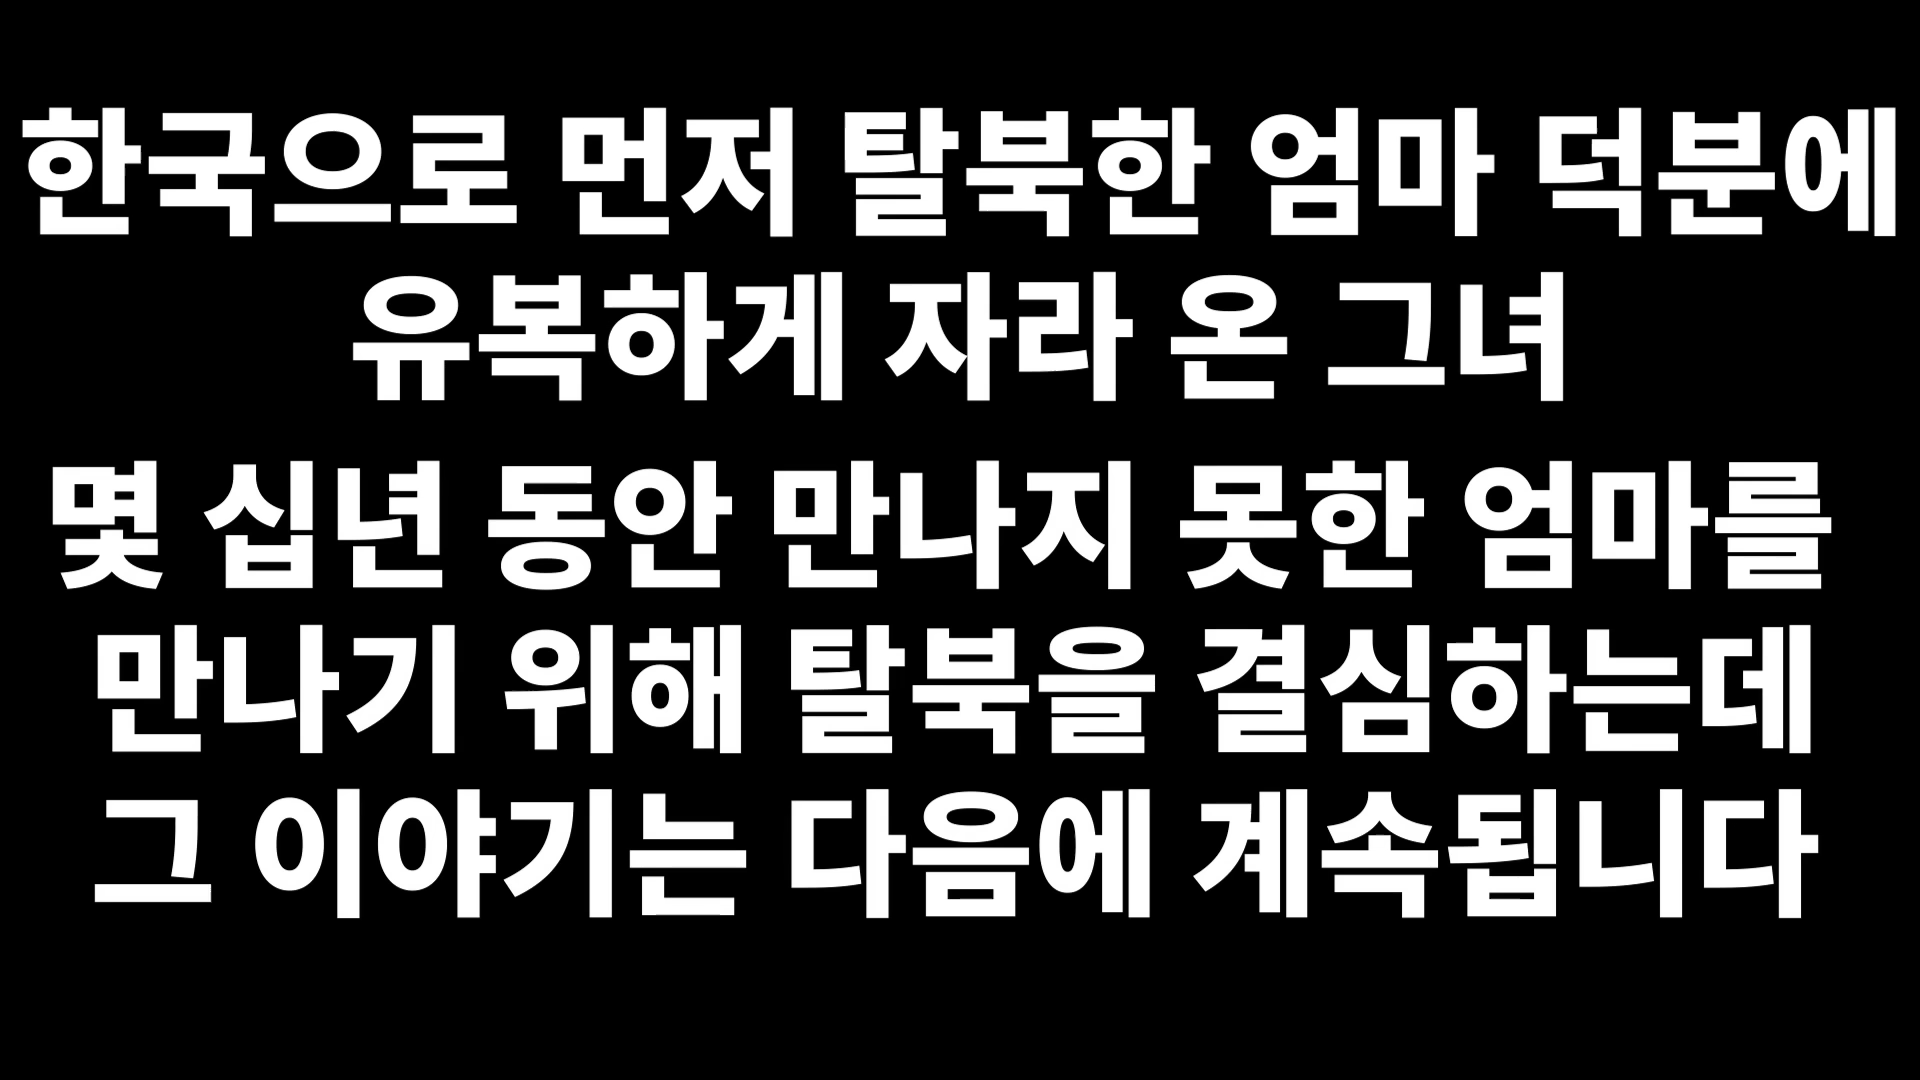 한국으로 먼저 탈북한 엄마 덕분에
유복하게 자라 온 그녀
몇 십년 동안 만나지 못한 엄마를
만나기 위해 탈북을 결심하는데
그 이야기는 다음에 계속됩니다